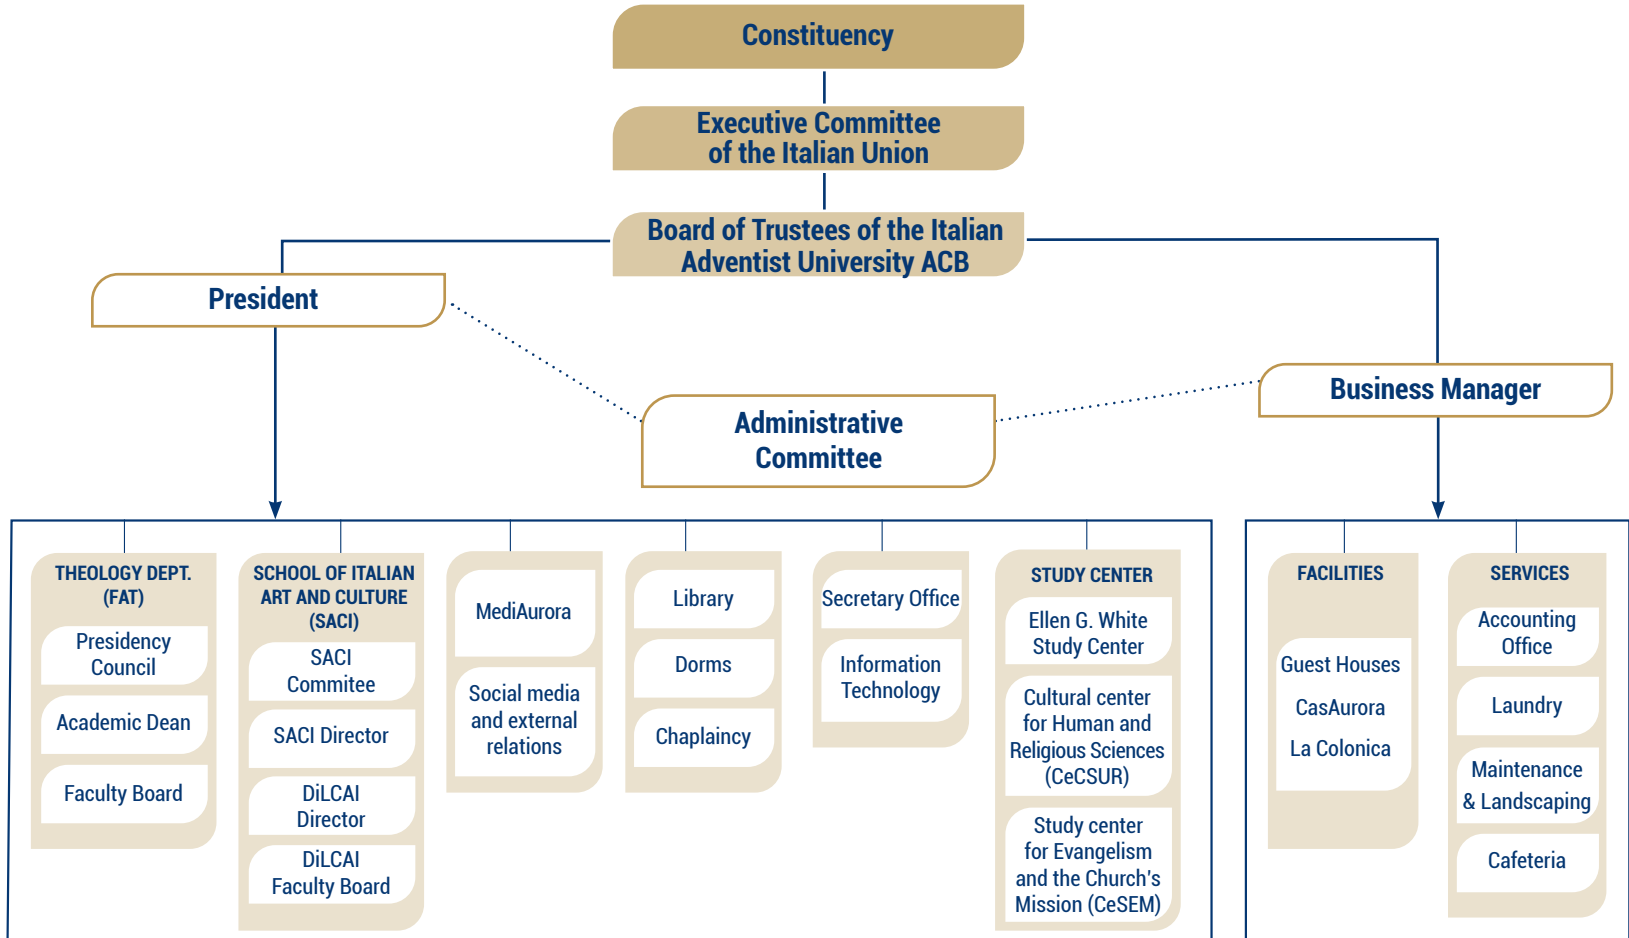 Constituency
Executive Committee
of the Italian Union
Board of Trustees of the Italian
Adventist University ACB
President
Business Manager
Administrative
Committee
THEOLOGY DEPT.
(FAT)
Presidency
Council
Academic Dean
Faculty Board
SCHOOL OF ITALIAN
ART AND CULTURE
(SACI)
SACI
Commitee
SACI Director
DiLCAI
Director
DiLCAI
Faculty Board
MediAurora
Social media
and external
relations
Library
Dorms
Chaplaincy
Secretary Office
Information
Technology
STUDY CENTER
Ellen G. White
Study Center
Cultural center
for Human and
Religious Sciences
(CeCSUR)
Study center
for Evangelism
and the Church's
Mission (CeSEM)
FACILITIES
Guest Houses
CasAurora
La Colonica
SERVICES
Accounting
Office
Laundry
Maintenance
& Landscaping
Cafeteria